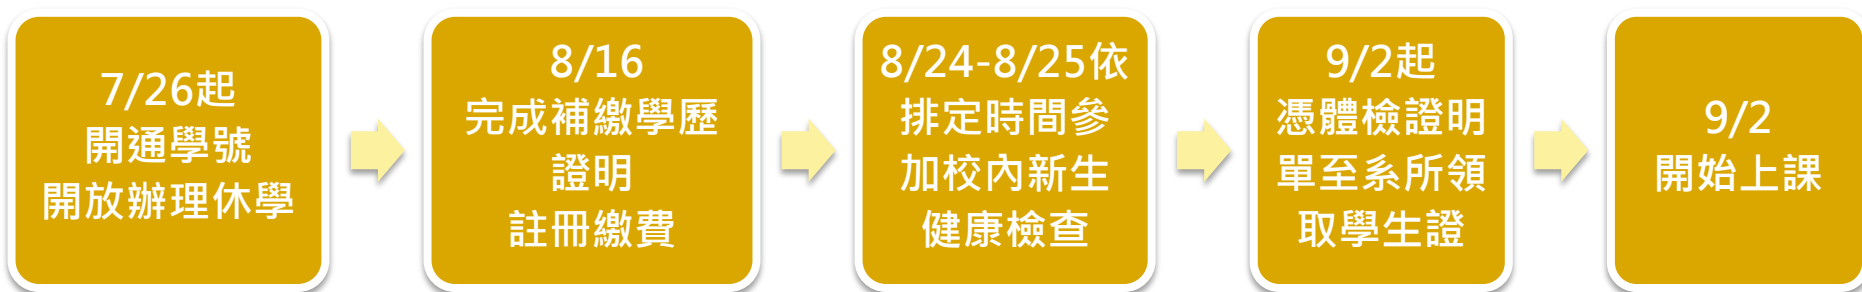 7/26起
開通學號
開放辦理休學
8/16
完成補繳學歷
證明
註冊繳費
8/24-8/25依
排定時間參
加校內新生
健康檢查
9/2起
憑體檢證明
單至系所領
取學生證
9/2
開始上課